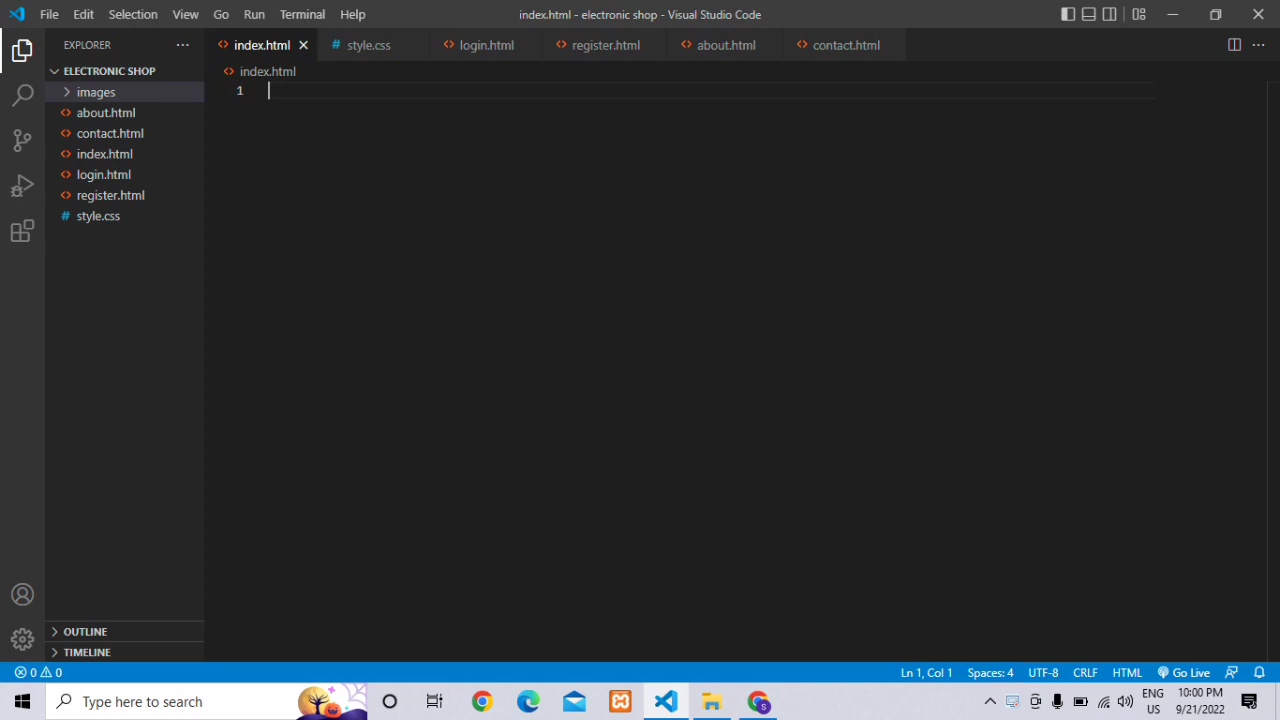 File Edit Selection View Go Run Terminal Help
index.html - electronic shop - Visual Studio Code
EXPLORER
index.html style.css login.html register.html about.html contact.html
ELECTRONIC SHOP
index.html
images
1
about.html
contact.html
index.html
login.html
register.html
style.css
OUTLINE
TIMELINE
0 0
Ln 1, Col 1 Spaces: 4 UTF-8 CRLF HTML Go Live
Type here to search
S
ENG
US
10:00 PM
9/21/2022